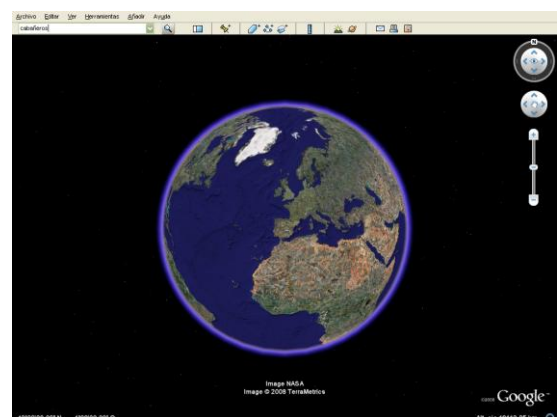 Archivo Editar Ver Herramientas Añadir Ayuda
cabañeros
N
Image NASA
Image © 2008 TerraMetrics
Google